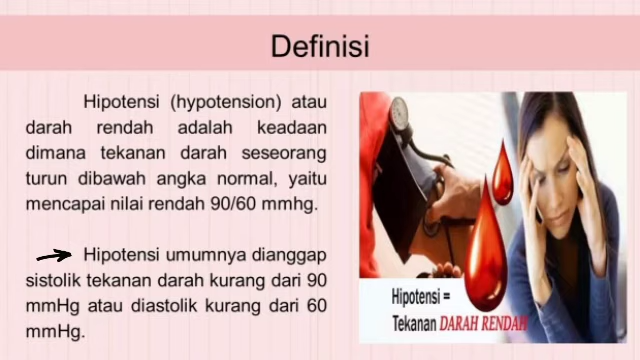 Definisi
Hipotensi (hypotension) atau
darah rendah adalah keadaan
dimana tekanan darah seseorang
turun dibawah angka normal, yaitu
mencapai nilai rendah 90/60 mmhg.
Hipotensi umumnya dianggap
sistolik tekanan darah kurang dari 90
mmHg atau diastolik kurang dari 60
mmHg.
Hipotensi =
Tekanan DARAH RENDAH